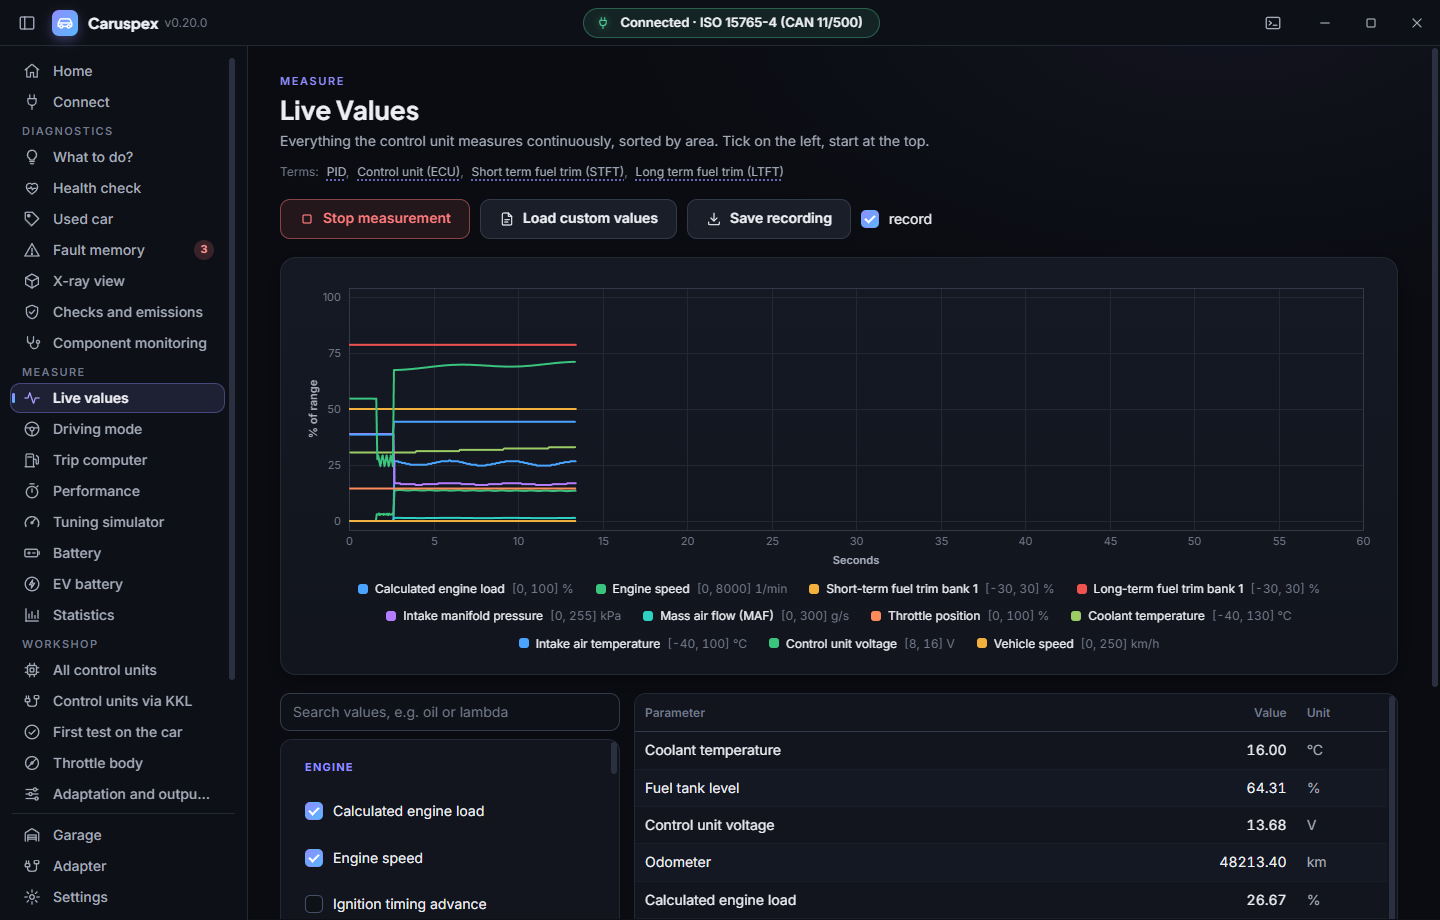 Caruspex v0.20.0
Connected · ISO 15765-4 (CAN 11/500)
Home
Connect
DIAGNOSTICS
What to do?
Health check
Used car
Fault memory 3
X-ray view
Checks and emissions
Component monitoring
MEASURE
Live values
Driving mode
Trip computer
Performance
Tuning simulator
Battery
EV battery
Statistics
WORKSHOP
All control units
Control units via KKL
First test on the car
Throttle body
Adaptation and outpu...
Garage
Adapter
Settings
MEASURE
Live Values
Everything the control unit measures continuously, sorted by area. Tick on the left, start at the top.
Terms: PID, Control unit (ECU), Short term fuel trim (STFT), Long term fuel trim (LTFT)
Stop measurement Load custom values Save recording record
100
75
50
25
0
% of range
0 5 10 15 20 25 30 35 40 45 50 55 60
Seconds
Calculated engine load [0, 100] % Engine speed [0, 8000] 1/min Short-term fuel trim bank 1 [-30, 30] % Long-term fuel trim bank 1 [-30, 30] %
Intake manifold pressure [0, 255] kPa Mass air flow (MAF) [0, 300] g/s Throttle position [0, 100] % Coolant temperature [-40, 130] °C
Intake air temperature [-40, 100] °C Control unit voltage [8, 16] V Vehicle speed [0, 250] km/h
Search values, e.g. oil or lambda
ENGINE
Calculated engine load
Engine speed
Ignition timing advance
Parameter Value Unit
Coolant temperature 16.00 °C
Fuel tank level 64.31 %
Control unit voltage 13.68 V
Odometer 48213.40 km
Calculated engine load 26.67 %